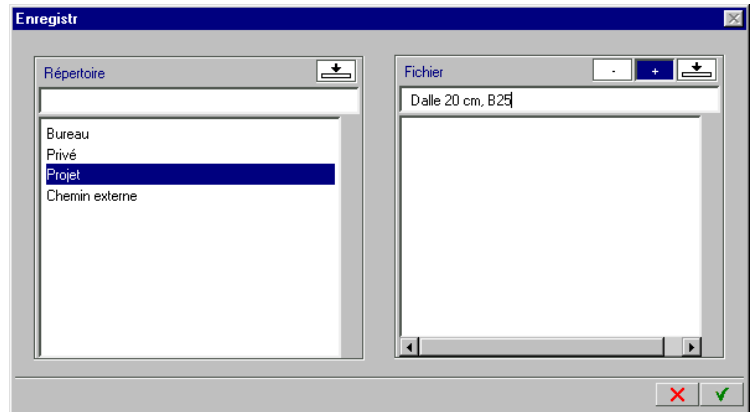 Enregistr
Répertoire
Bureau
Privé
Projet
Chemin externe
Fichier
- +
Dalle 20 cm, B25